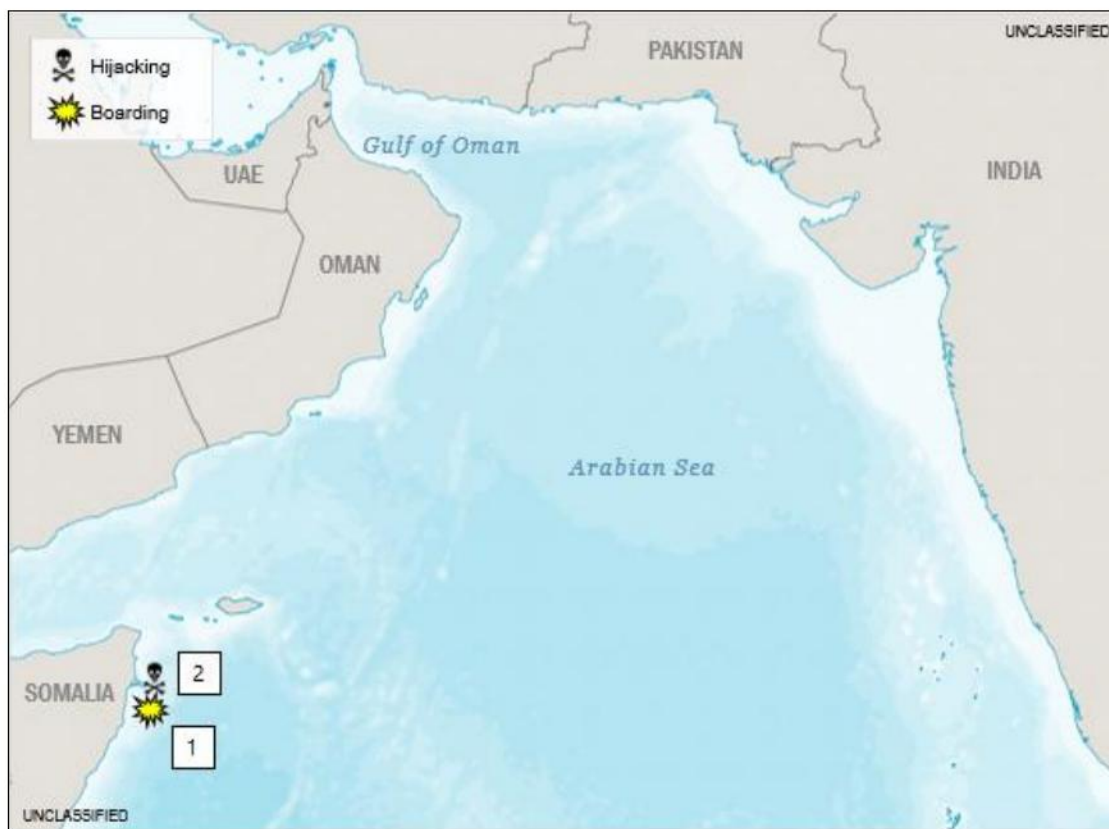 UNCLASSIFIED
Hijacking
Boarding
PAKISTAN
Gulf of Oman
UAE
INDIA
OMAN
YEMEN
Arabian Sea
2
SOMALIA
1
UNCLASSIFIED